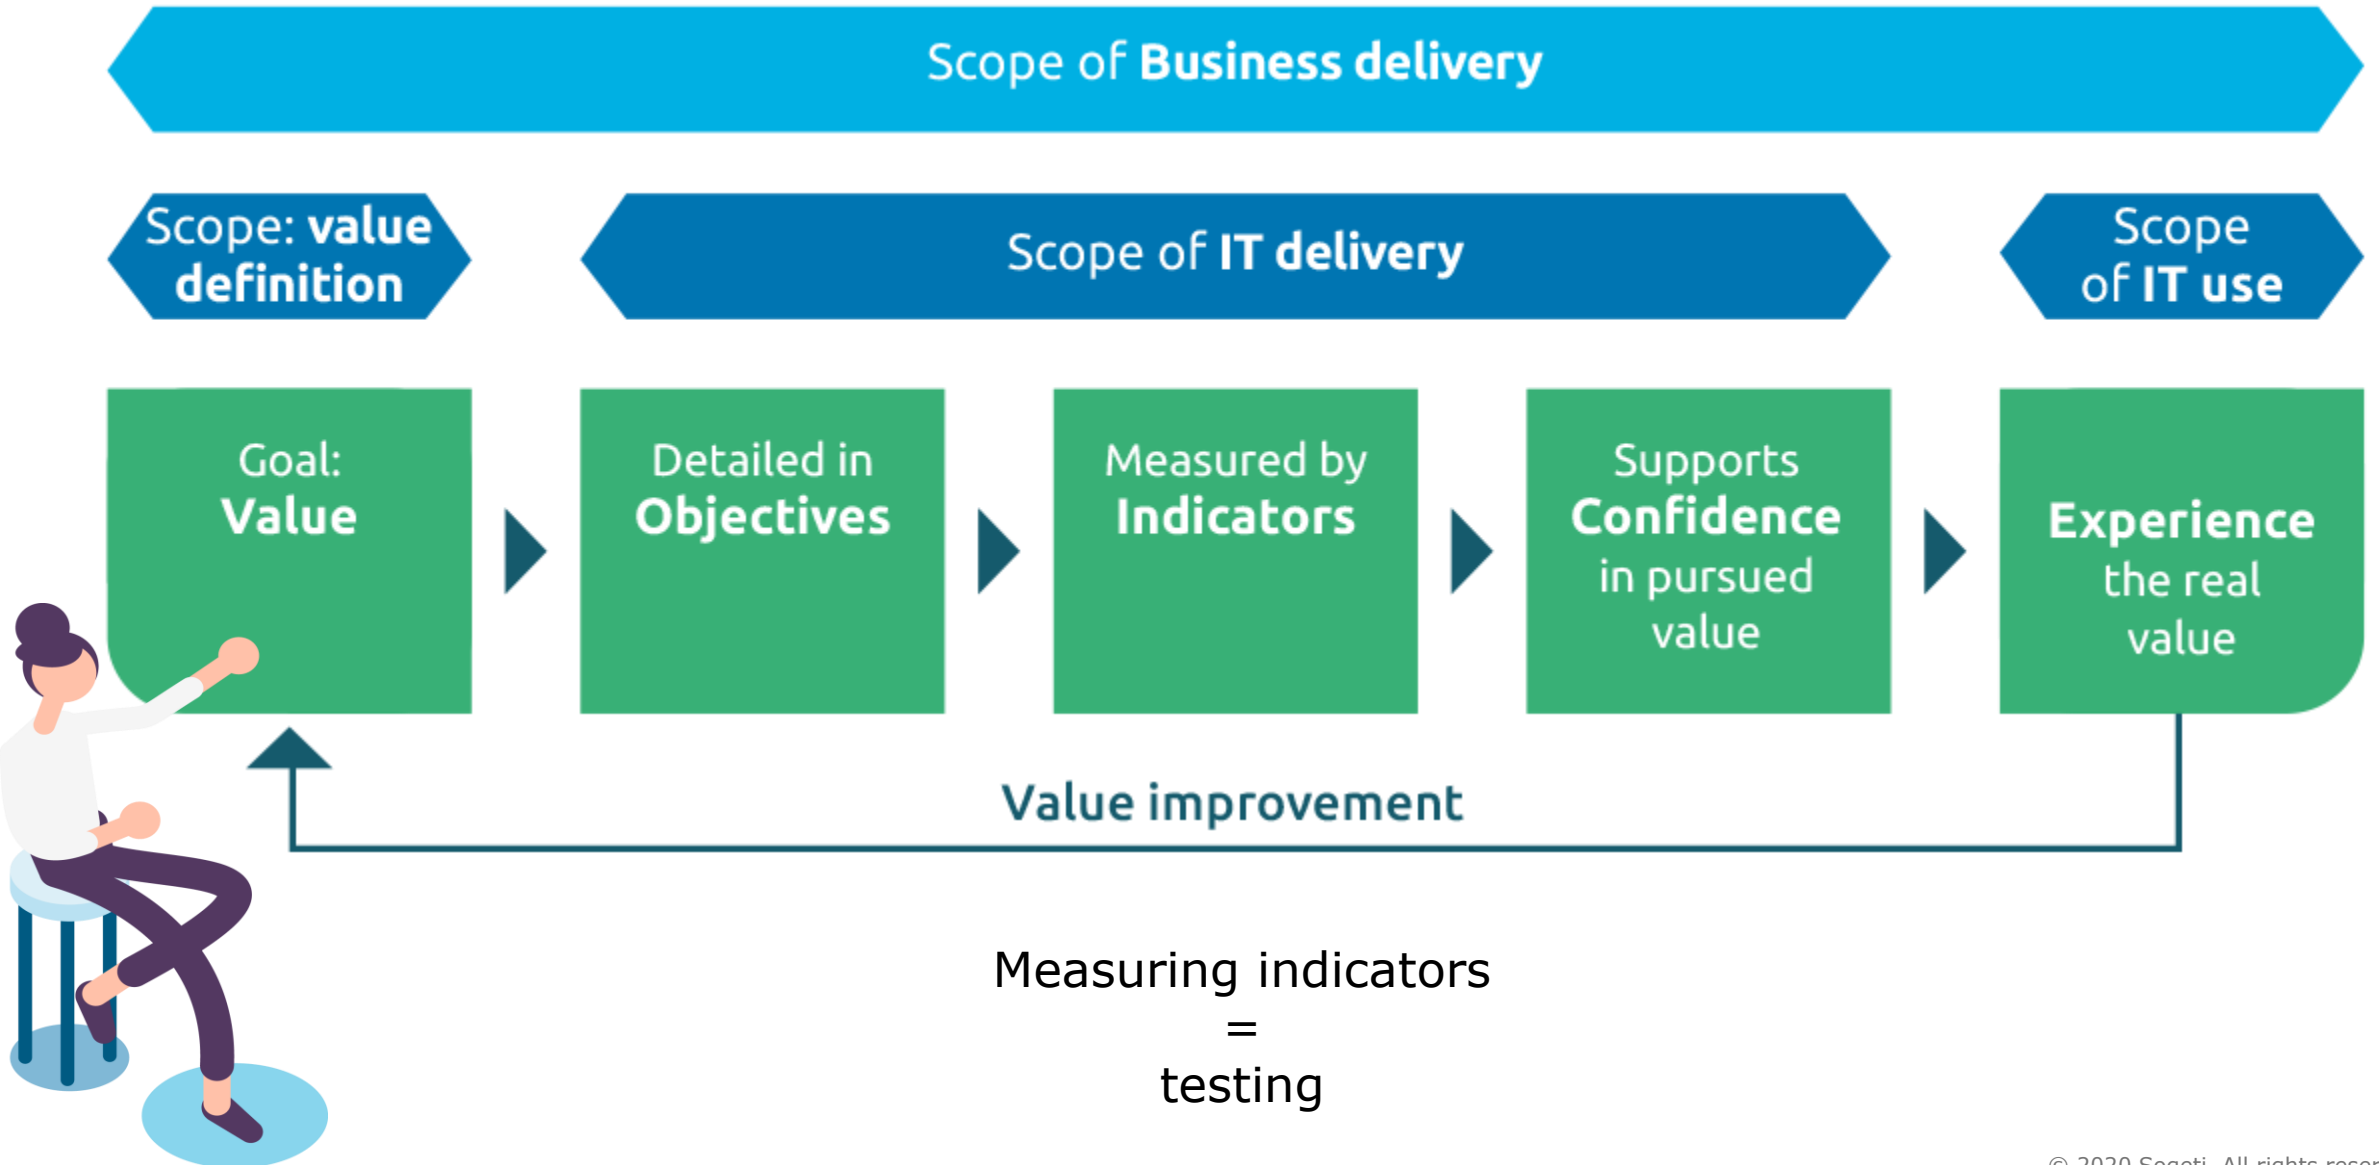 Scope of Business delivery
Scope: value
definition
Scope of IT delivery
Scope
of IT use
Goal:
Value
Detailed in
Objectives
Measured by
Indicators
Supports
Confidence
in pursued
value
Experience
the real
value
Value improvement
Measuring indicators
=
testing
© 2020 Sogeti. All rights